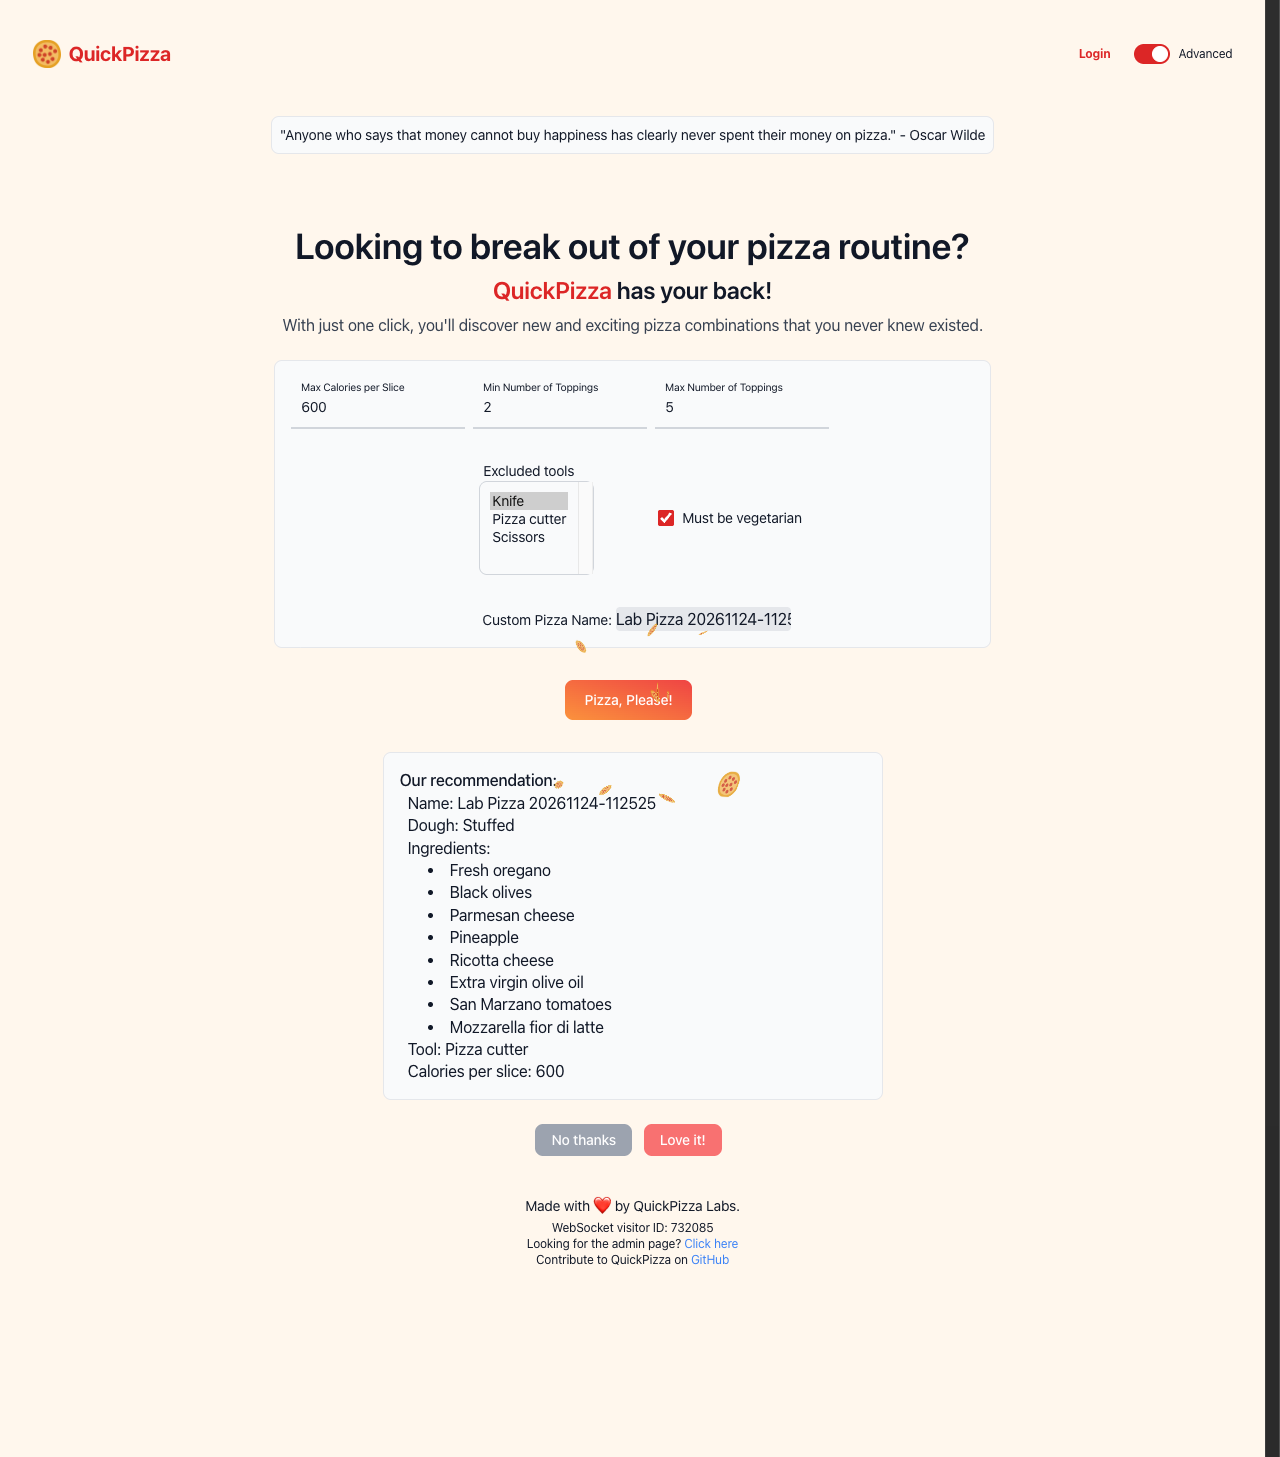 QuickPizza
Login
Advanced
"Anyone who says that money cannot buy happiness has clearly never spent their money on pizza." - Oscar Wilde
Looking to break out of your pizza routine?
QuickPizza has your back!
With just one click, you'll discover new and exciting pizza combinations that you never knew existed.
Max Calories per Slice
600
Min Number of Toppings
2
Max Number of Toppings
5
Excluded tools
Knife
Pizza cutter
Scissors
Must be vegetarian
Custom Pizza Name: Lab Pizza 20261124-1125
Pizza, Please!
Our recommendation:
Name: Lab Pizza 20261124-112525
Dough: Stuffed
Ingredients:
• Fresh oregano
• Black olives
• Parmesan cheese
• Pineapple
• Ricotta cheese
• Extra virgin olive oil
• San Marzano tomatoes
• Mozzarella fior di latte
Tool: Pizza cutter
Calories per slice: 600
No thanks
Love it!
Made with ❤️ by QuickPizza Labs.
WebSocket visitor ID: 732085
Looking for the admin page? Click here
Contribute to QuickPizza on GitHub